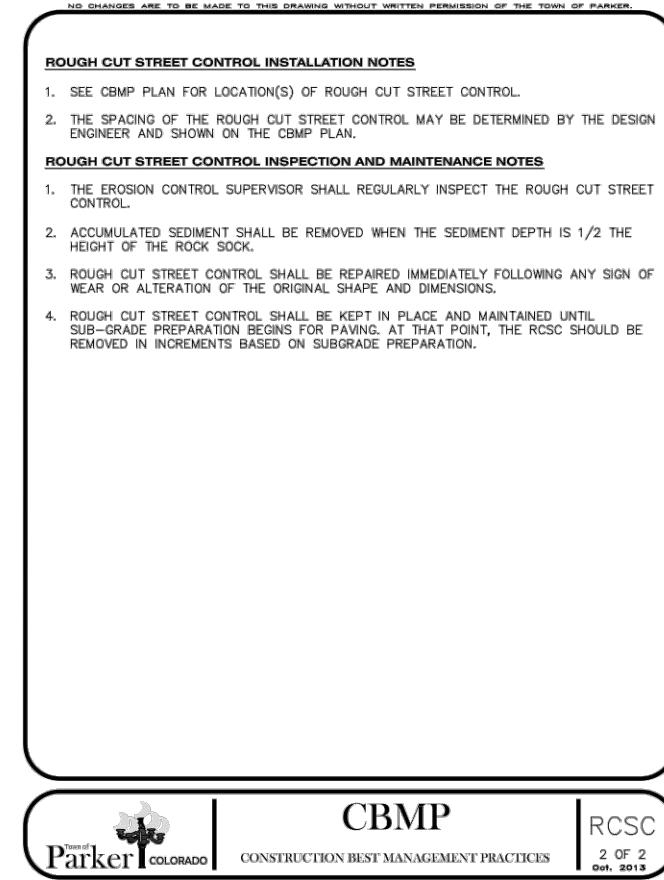 NO CHANGES ARE TO BE MADE TO THIS DRAWING WITHOUT WRITTEN PERMISSION OF THE TOWN OF PARKER.
ROUGH CUT STREET CONTROL INSTALLATION NOTES
1. SEE CBMP PLAN FOR LOCATION(S) OF ROUGH CUT STREET CONTROL.
2. THE SPACING OF THE ROUGH CUT STREET CONTROL MAY BE DETERMINED BY THE DESIGN
ENGINEER AND SHOWN ON THE CBMP PLAN.
ROUGH CUT STREET CONTROL INSPECTION AND MAINTENANCE NOTES
1. THE EROSION CONTROL SUPERVISOR SHALL REGULARLY INSPECT THE ROUGH CUT STREET
CONTROL.
2. ACCUMULATED SEDIMENT SHALL BE REMOVED WHEN THE SEDIMENT DEPTH IS 1/2 THE
HEIGHT OF THE ROCK SOCK.
3. ROUGH CUT STREET CONTROL SHALL BE REPAIRED IMMEDIATELY FOLLOWING ANY SIGN OF
WEAR OR ALTERATION OF THE ORIGINAL SHAPE AND DIMENSIONS.
4. ROUGH CUT STREET CONTROL SHALL BE KEPT IN PLACE AND MAINTAINED UNTIL
SUB-GRADE PREPARATION BEGINS FOR PAVING. AT THAT POINT, THE RCSC SHOULD BE
REMOVED IN INCREMENTS BASED ON SUBGRADE PREPARATION.
Town of
Parker COLORADO
CBMP
CONSTRUCTION BEST MANAGEMENT PRACTICES
RCSC
2 OF 2
Oct. 2013